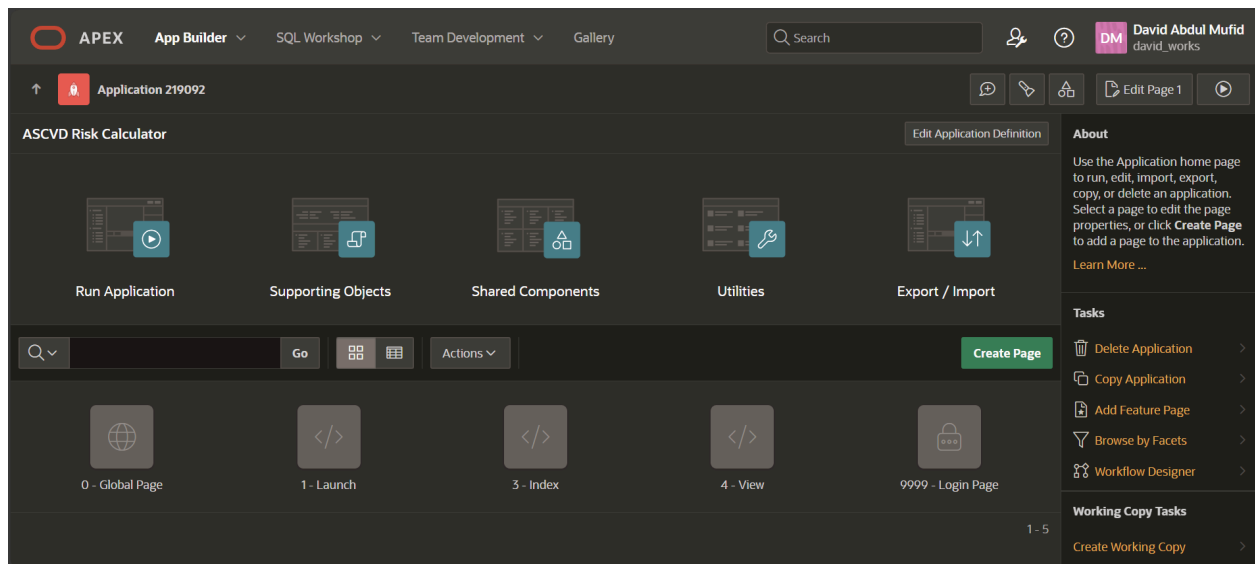 APEX App Builder SQL Workshop Team Development Gallery Search DM David Abdul Mufid
david_works
Application 219092 Edit Page 1
ASCVD Risk Calculator Edit Application Definition
Run Application Supporting Objects Shared Components Utilities Export / Import
Go Actions Create Page
0 - Global Page 1 - Launch 3 - Index 4 - View 9999 - Login Page
1 - 5
About
Use the Application home page
to run, edit, import, export,
copy, or delete an application.
Select a page to edit the page
properties, or click Create Page
to add a page to the application.
Learn More ...
Tasks
Delete Application
Copy Application
Add Feature Page
Browse by Facets
Workflow Designer
Working Copy Tasks
Create Working Copy